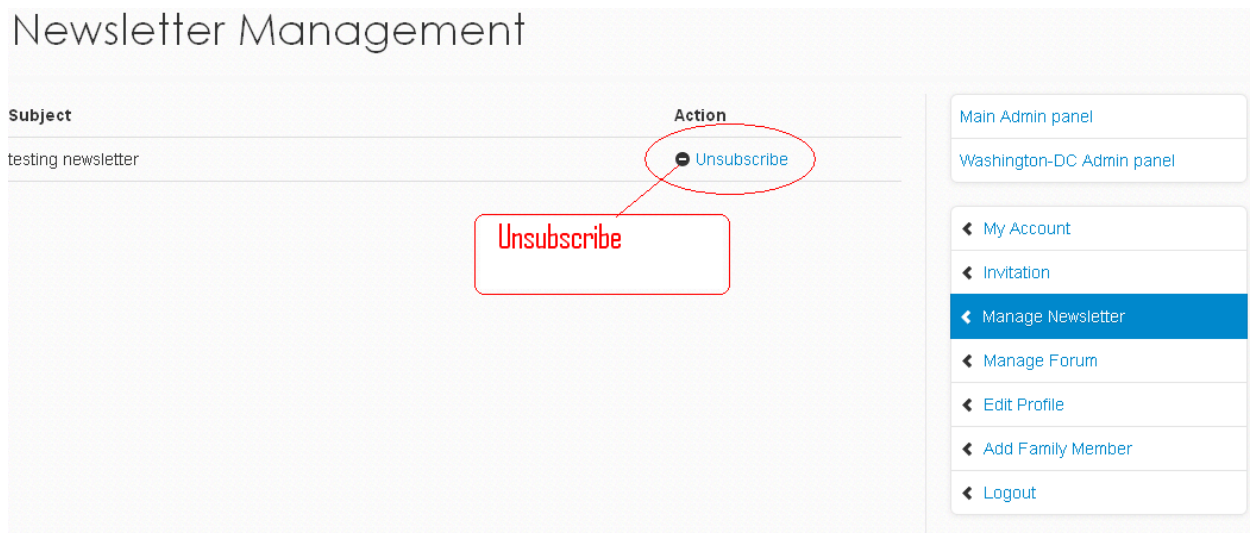 Newsletter Management
Subject Action
testing newsletter Unsubscribe
Unsubscribe
Main Admin panel
Washington-DC Admin panel
My Account
Invitation
Manage Newsletter
Manage Forum
Edit Profile
Add Family Member
Logout